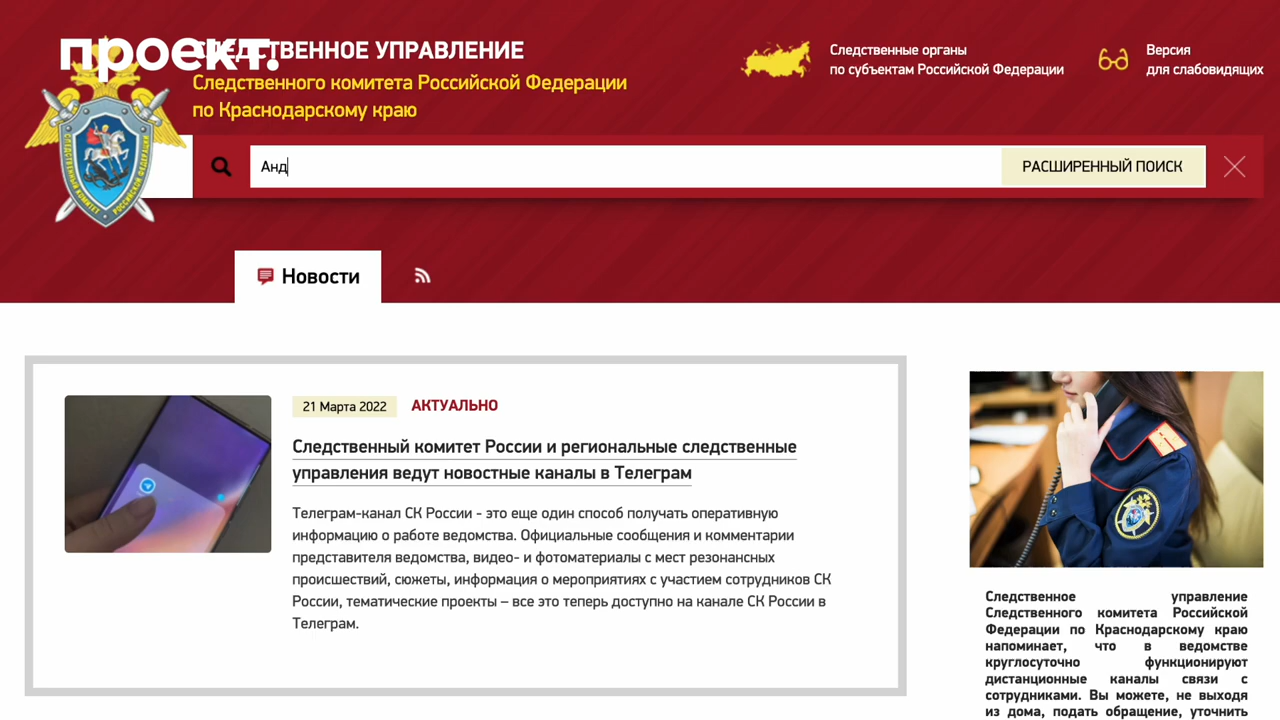 проект.
СЛЕДСТВЕННОЕ УПРАВЛЕНИЕ
Следственного комитета Российской Федерации
по Краснодарскому краю
Следственные органы
по субъектам Российской Федерации
Версия
для слабовидящих
Анд
РАСШИРЕННЫЙ ПОИСК
СЛЕДСТВЕННЫЙ КОМИТЕТ РОССИЙСКОЙ ФЕДЕРАЦИИ
Новости
21 Марта 2022 АКТУАЛЬНО
Следственный комитет России и региональные следственные
управления ведут новостные каналы в Телеграм
Телеграм-канал СК России - это еще один способ получать оперативную
информацию о работе ведомства. Официальные сообщения и комментарии
представителя ведомства, видео- и фотоматериалы с мест резонансных
происшествий, сюжеты, информация о мероприятиях с участием сотрудников СК
России, тематические проекты – все это теперь доступно на канале СК России в
Телеграм.
Следственное управление
Следственного комитета Российской
Федерации по Краснодарскому краю
напоминает, что в ведомстве
круглосуточно функционируют
дистанционные каналы связи с
сотрудниками. Вы можете, не выходя
из дома, подать обращение, уточнить